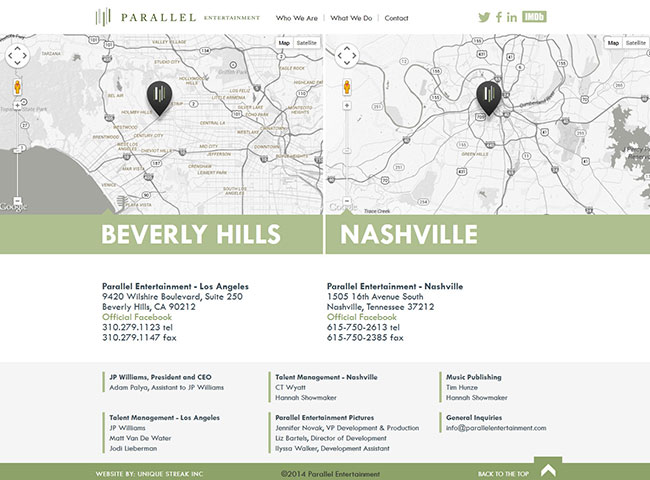 PARALLEL ENTERTAINMENT
Who We Are | What We Do | Contact
IMDb
Map Satellite
Map Satellite
BEVERLY HILLS
NASHVILLE
Parallel Entertainment - Los Angeles
9420 Wilshire Boulevard, Suite 250
Beverly Hills, CA 90212
Official Facebook
310.279.1123 tel
310.279.1147 fax
Parallel Entertainment - Nashville
1505 16th Avenue South
Nashville, Tennessee 37212
Official Facebook
615-750-2613 tel
615-750-2385 fax
JP Williams, President and CEO
Adam Palya, Assistant to JP Williams
Talent Management - Nashville
CT Wyatt
Hannah Showmaker
Music Publishing
Tim Hunze
Hannah Showmaker
Talent Management - Los Angeles
JP Williams
Matt Van De Water
Jodi Lieberman
Parallel Entertainment Pictures
Jennifer Novak, VP Development & Production
Liz Bartels, Director of Development
Ilyssa Walker, Development Assistant
General Inquiries
info@parallelentertainment.com
WEBSITE BY: UNIQUE STREAK INC
©2014 Parallel Entertainment
BACK TO THE TOP